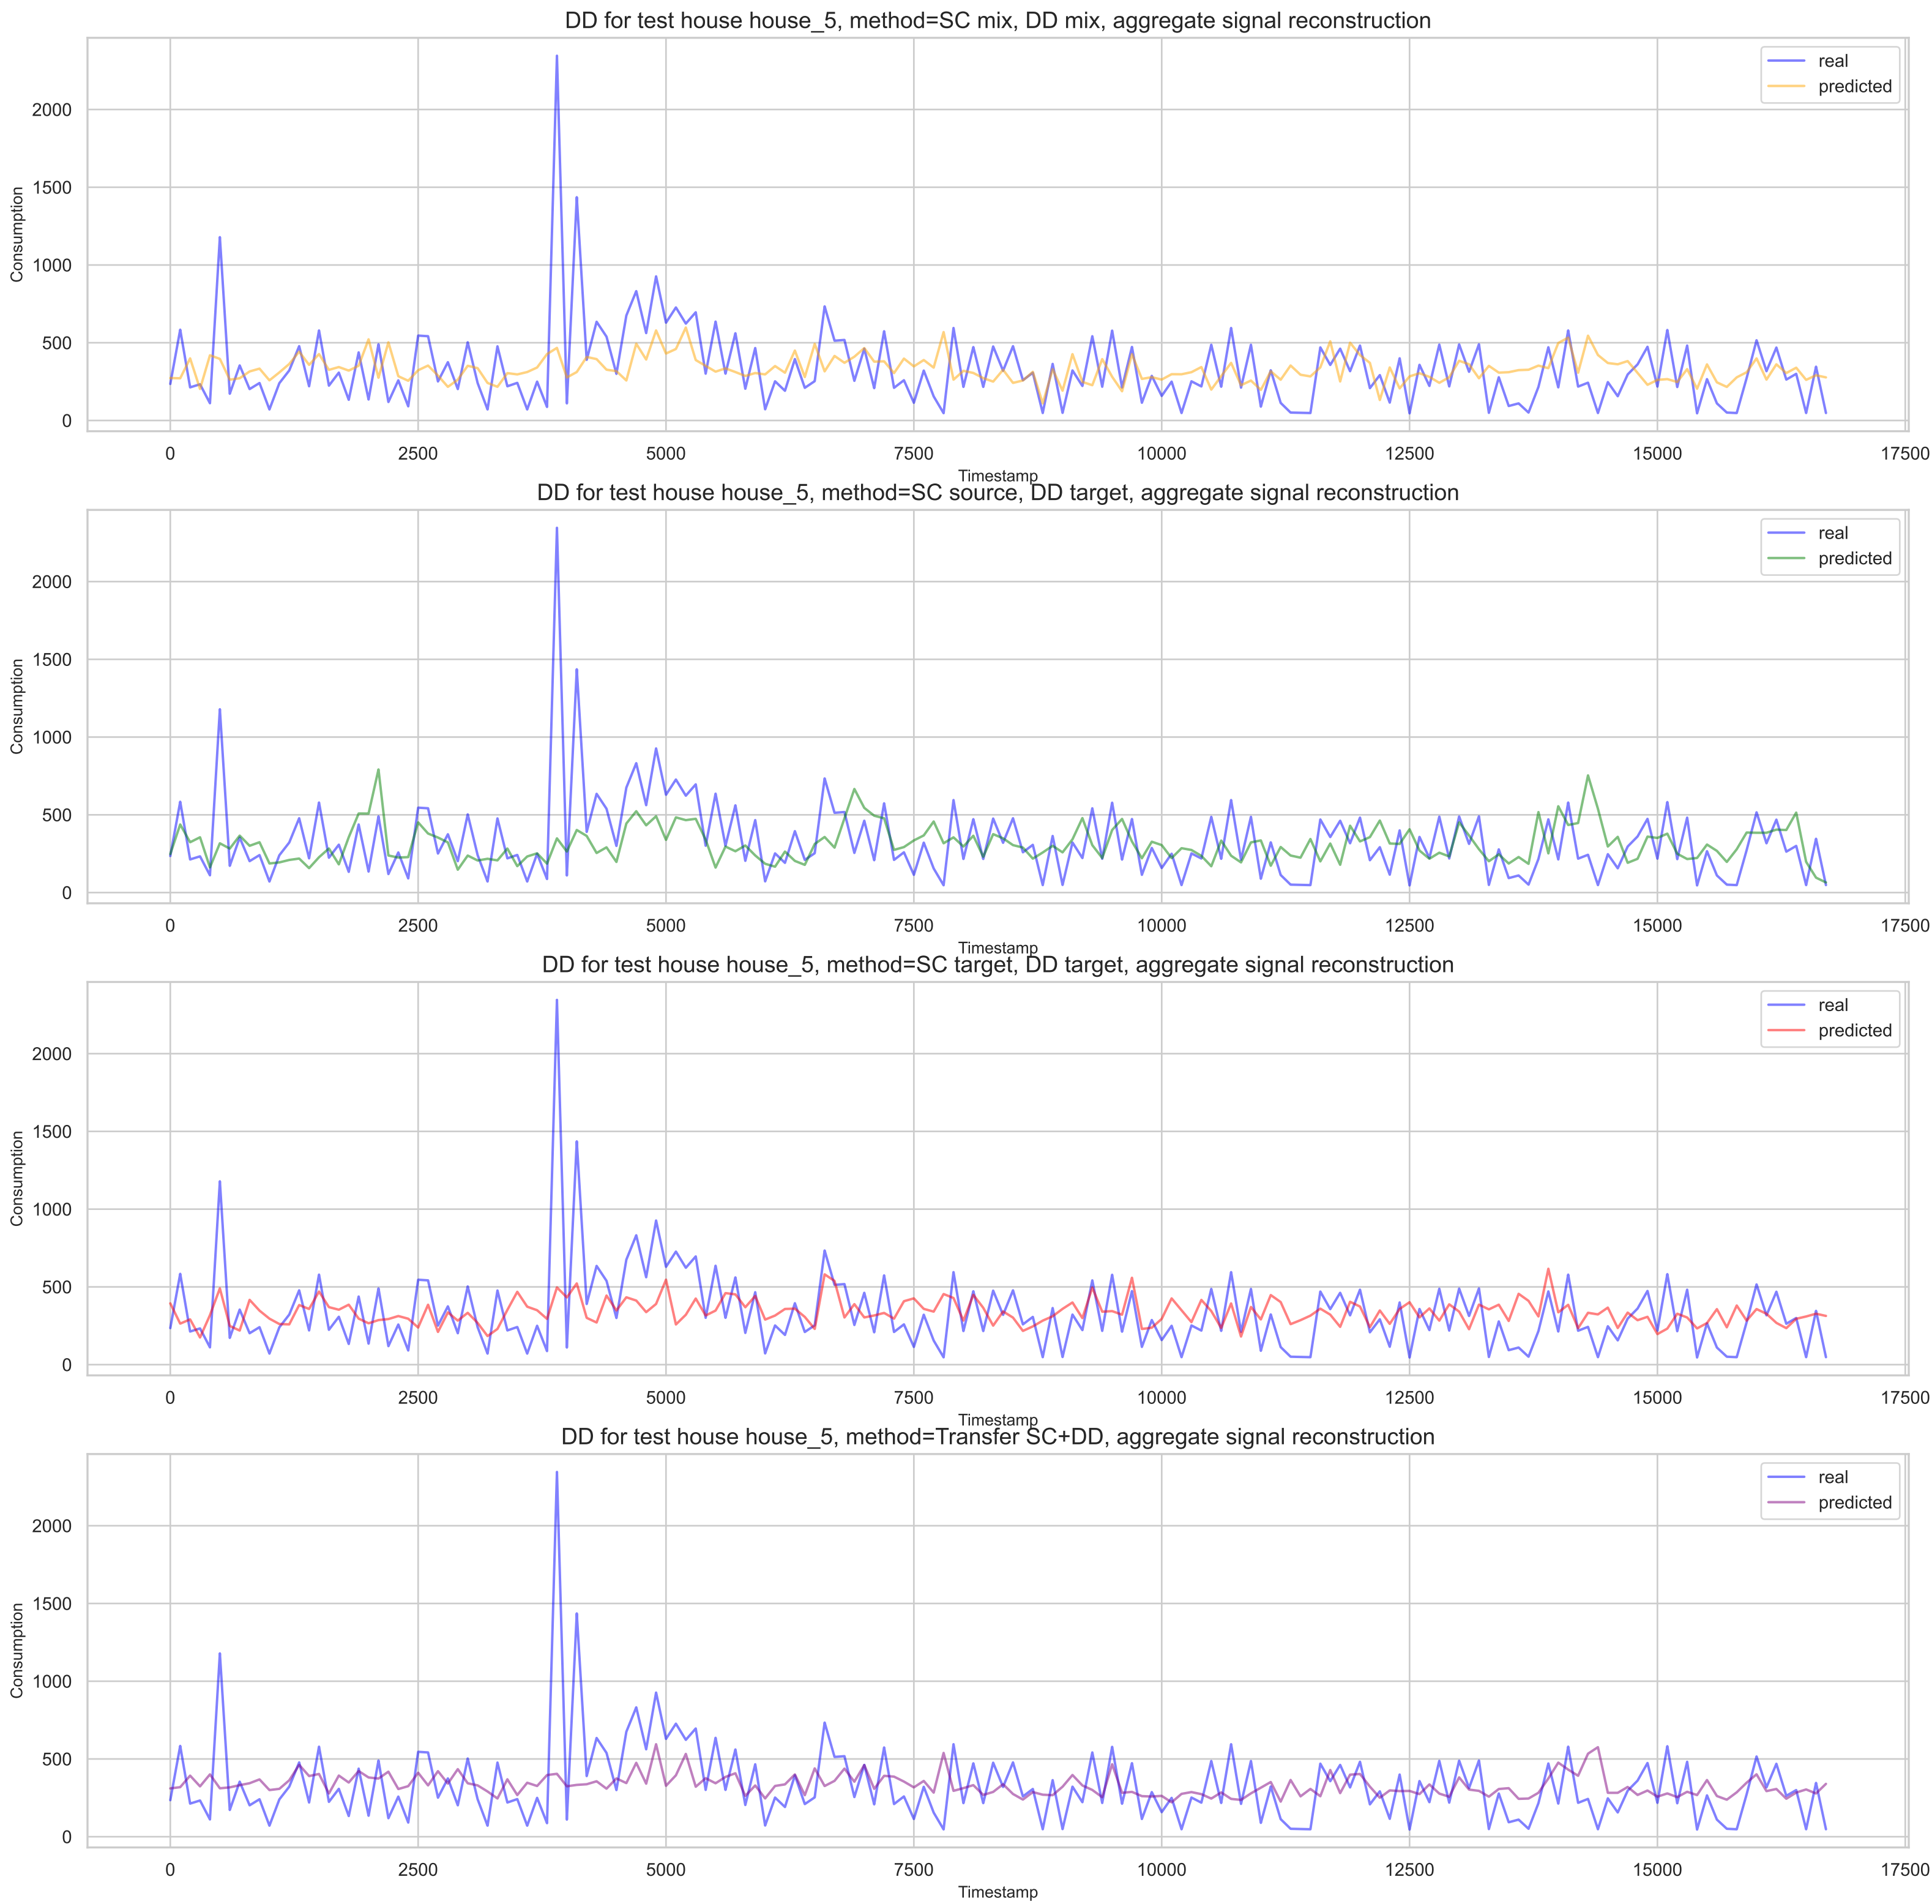 DD for test house house_5, method=SC mix, DD mix, aggregate signal reconstruction
real
predicted
Consumption
2000
1500
1000
500
0
0 2500 5000 7500 10000 12500 15000 17500
Timestamp
DD for test house house_5, method=SC source, DD target, aggregate signal reconstruction
real
predicted
Consumption
2000
1500
1000
500
0
0 2500 5000 7500 10000 12500 15000 17500
Timestamp
DD for test house house_5, method=SC target, DD target, aggregate signal reconstruction
real
predicted
Consumption
2000
1500
1000
500
0
0 2500 5000 7500 10000 12500 15000 17500
Timestamp
DD for test house house_5, method=Transfer SC+DD, aggregate signal reconstruction
real
predicted
Consumption
2000
1500
1000
500
0
0 2500 5000 7500 10000 12500 15000 17500
Timestamp